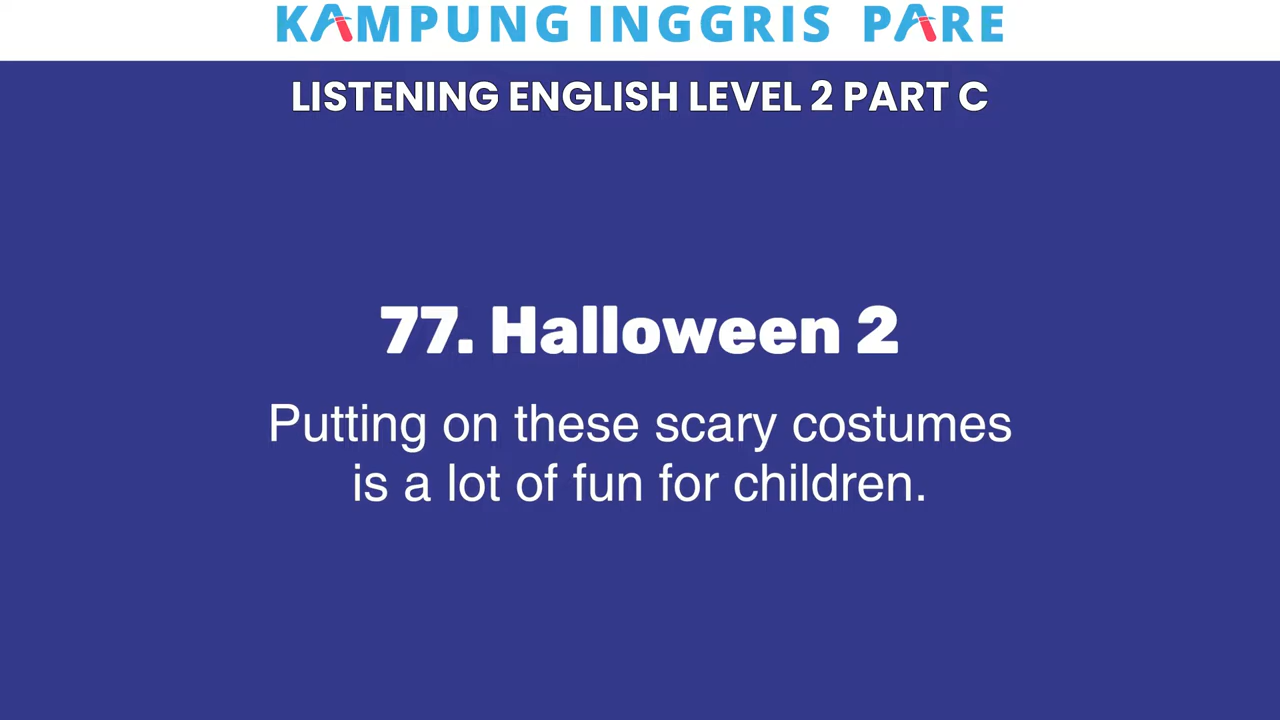 KAMPUNG INGGRIS PARE
LISTENING ENGLISH LEVEL 2 PART C
77. Halloween 2
Putting on these scary costumes
is a lot of fun for children.